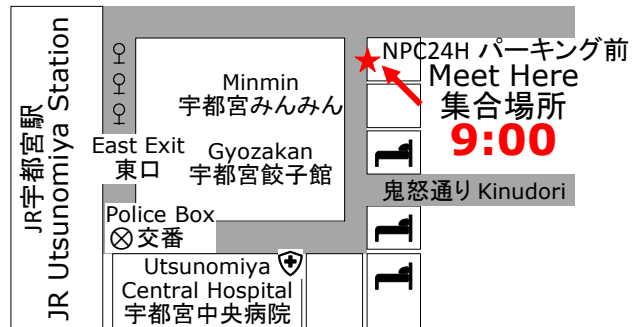 JR宇都宮駅
JR Utsunomiya Station
NPC24H パーキング前
Meet Here
集合場所
9:00
Minmin
宇都宮みんみん
East Exit
東口
Gyozakan
宇都宮餃子館
鬼怒通り Kinudori
Police Box
交番
Utsunomiya
Central Hospital
宇都宮中央病院